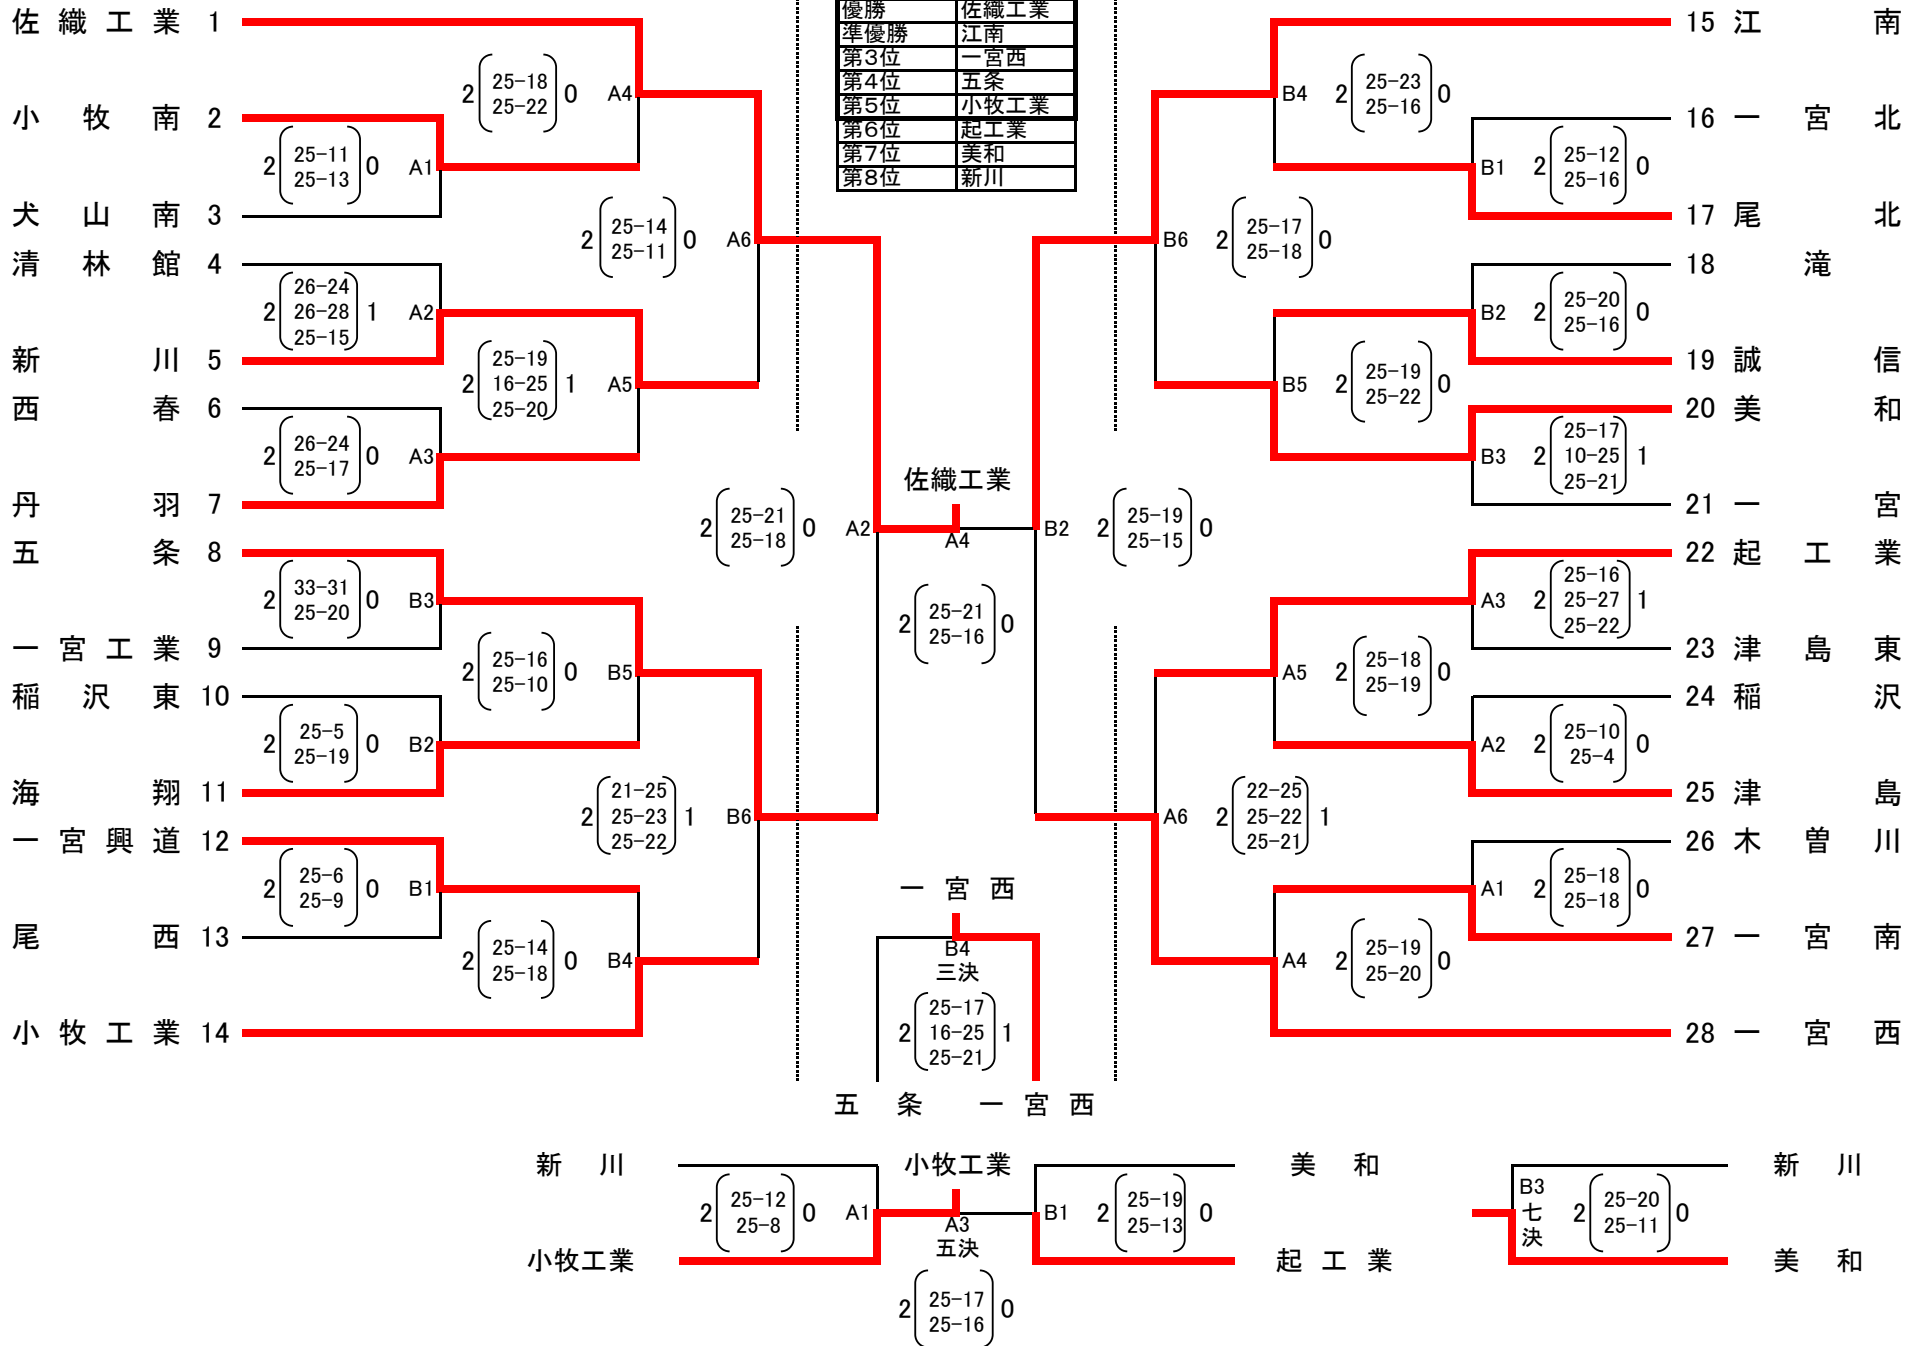 優勝 佐織工業
準優勝 江南
第3位 一宮西
第4位 五条
第5位 小牧工業
第6位 起工業
第7位 美和
第8位 新川
佐織工業 1
2 25-18 0 A4
25-22
小牧南 2
2 25-11 0 A1
25-13
犬山南 3
2 25-14 0 A6
25-11
清林館 4
2 26-24 1 A2
26-28
25-15
新川 5
2 25-19 1 A5
16-25
25-20
西春 6
2 26-24 0 A3
25-17
丹羽 7
2 25-21 0 A2
25-18
五条 8
2 33-31 0 B3
25-20
一宮工業 9
2 25-16 0 B5
25-10
稲沢東 10
2 25-5 0 B2
25-19
海翔 11
2 21-25 1 B6
25-23
25-22
一宮興道 12
2 25-6 0 B1
25-9
尾西 13
2 25-14 0 B4
25-18
小牧工業 14
佐織工業
A4
2 25-21 0
25-16
15 江南
B4 2 25-23 0
25-16
16 一宮北
B1 2 25-12 0
25-16
17 尾北
B6 2 25-17 0
25-18
18 滝
B2 2 25-20 0
25-16
19 誠信
B5 2 25-19 0
25-22
20 美和
B3 2 25-17 1
10-25
25-21
21 一宮
B2 2 25-19 0
25-15
22 起工業
A3 2 25-16 1
25-27
25-22
23 津島東
A5 2 25-18 0
25-19
24 稲沢
A2 2 25-10 0
25-4
25 津島
A6 2 22-25 1
25-22
25-21
26 木曽川
A1 2 25-18 0
25-18
27 一宮南
A4 2 25-19 0
25-20
28 一宮西
一宮西
B4
三決
2 25-17 1
16-25
25-21
五条 一宮西
新川 小牧工業 美和 新川
2 25-12 0 A1
25-8
A3
五決
B1 2 25-19 0
25-13
B3
七
決
2 25-20 0
25-11
小牧工業 起工業 美和
2 25-17 0
25-16